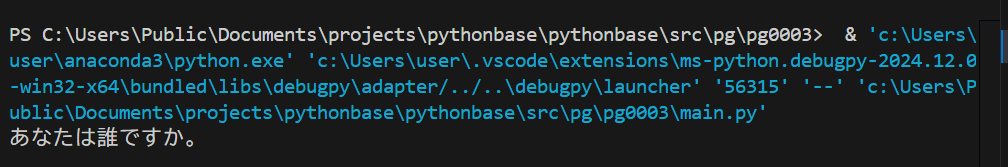 PS C:\Users\Public\Documents\projects\pythonbase\pythonbase\src\pg\pg0003>  & 'c:\Users\
user\anaconda3\python.exe' 'c:\Users\user\.vscode\extensions\ms-python.debugpy-2024.12.0
-win32-x64\bundled\libs\debugpy\adapter/../..\debugpy\launcher' '56315' '--' 'c:\Users\P
ublic\Documents\projects\pythonbase\pythonbase\src\pg\pg0003\main.py'
あなたは誰ですか。